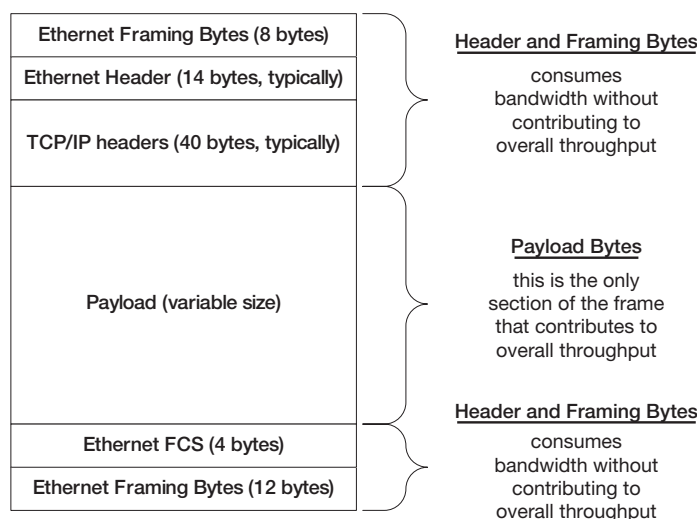 Ethernet Framing Bytes (8 bytes)
Ethernet Header (14 bytes, typically)
TCP/IP headers (40 bytes, typically)
Header and Framing Bytes
consumes
bandwidth without
contributing to
overall throughput
Payload (variable size)
Payload Bytes
this is the only
section of the frame
that contributes to
overall throughput
Ethernet FCS (4 bytes)
Ethernet Framing Bytes (12 bytes)
Header and Framing Bytes
consumes
bandwidth without
contributing to
overall throughput